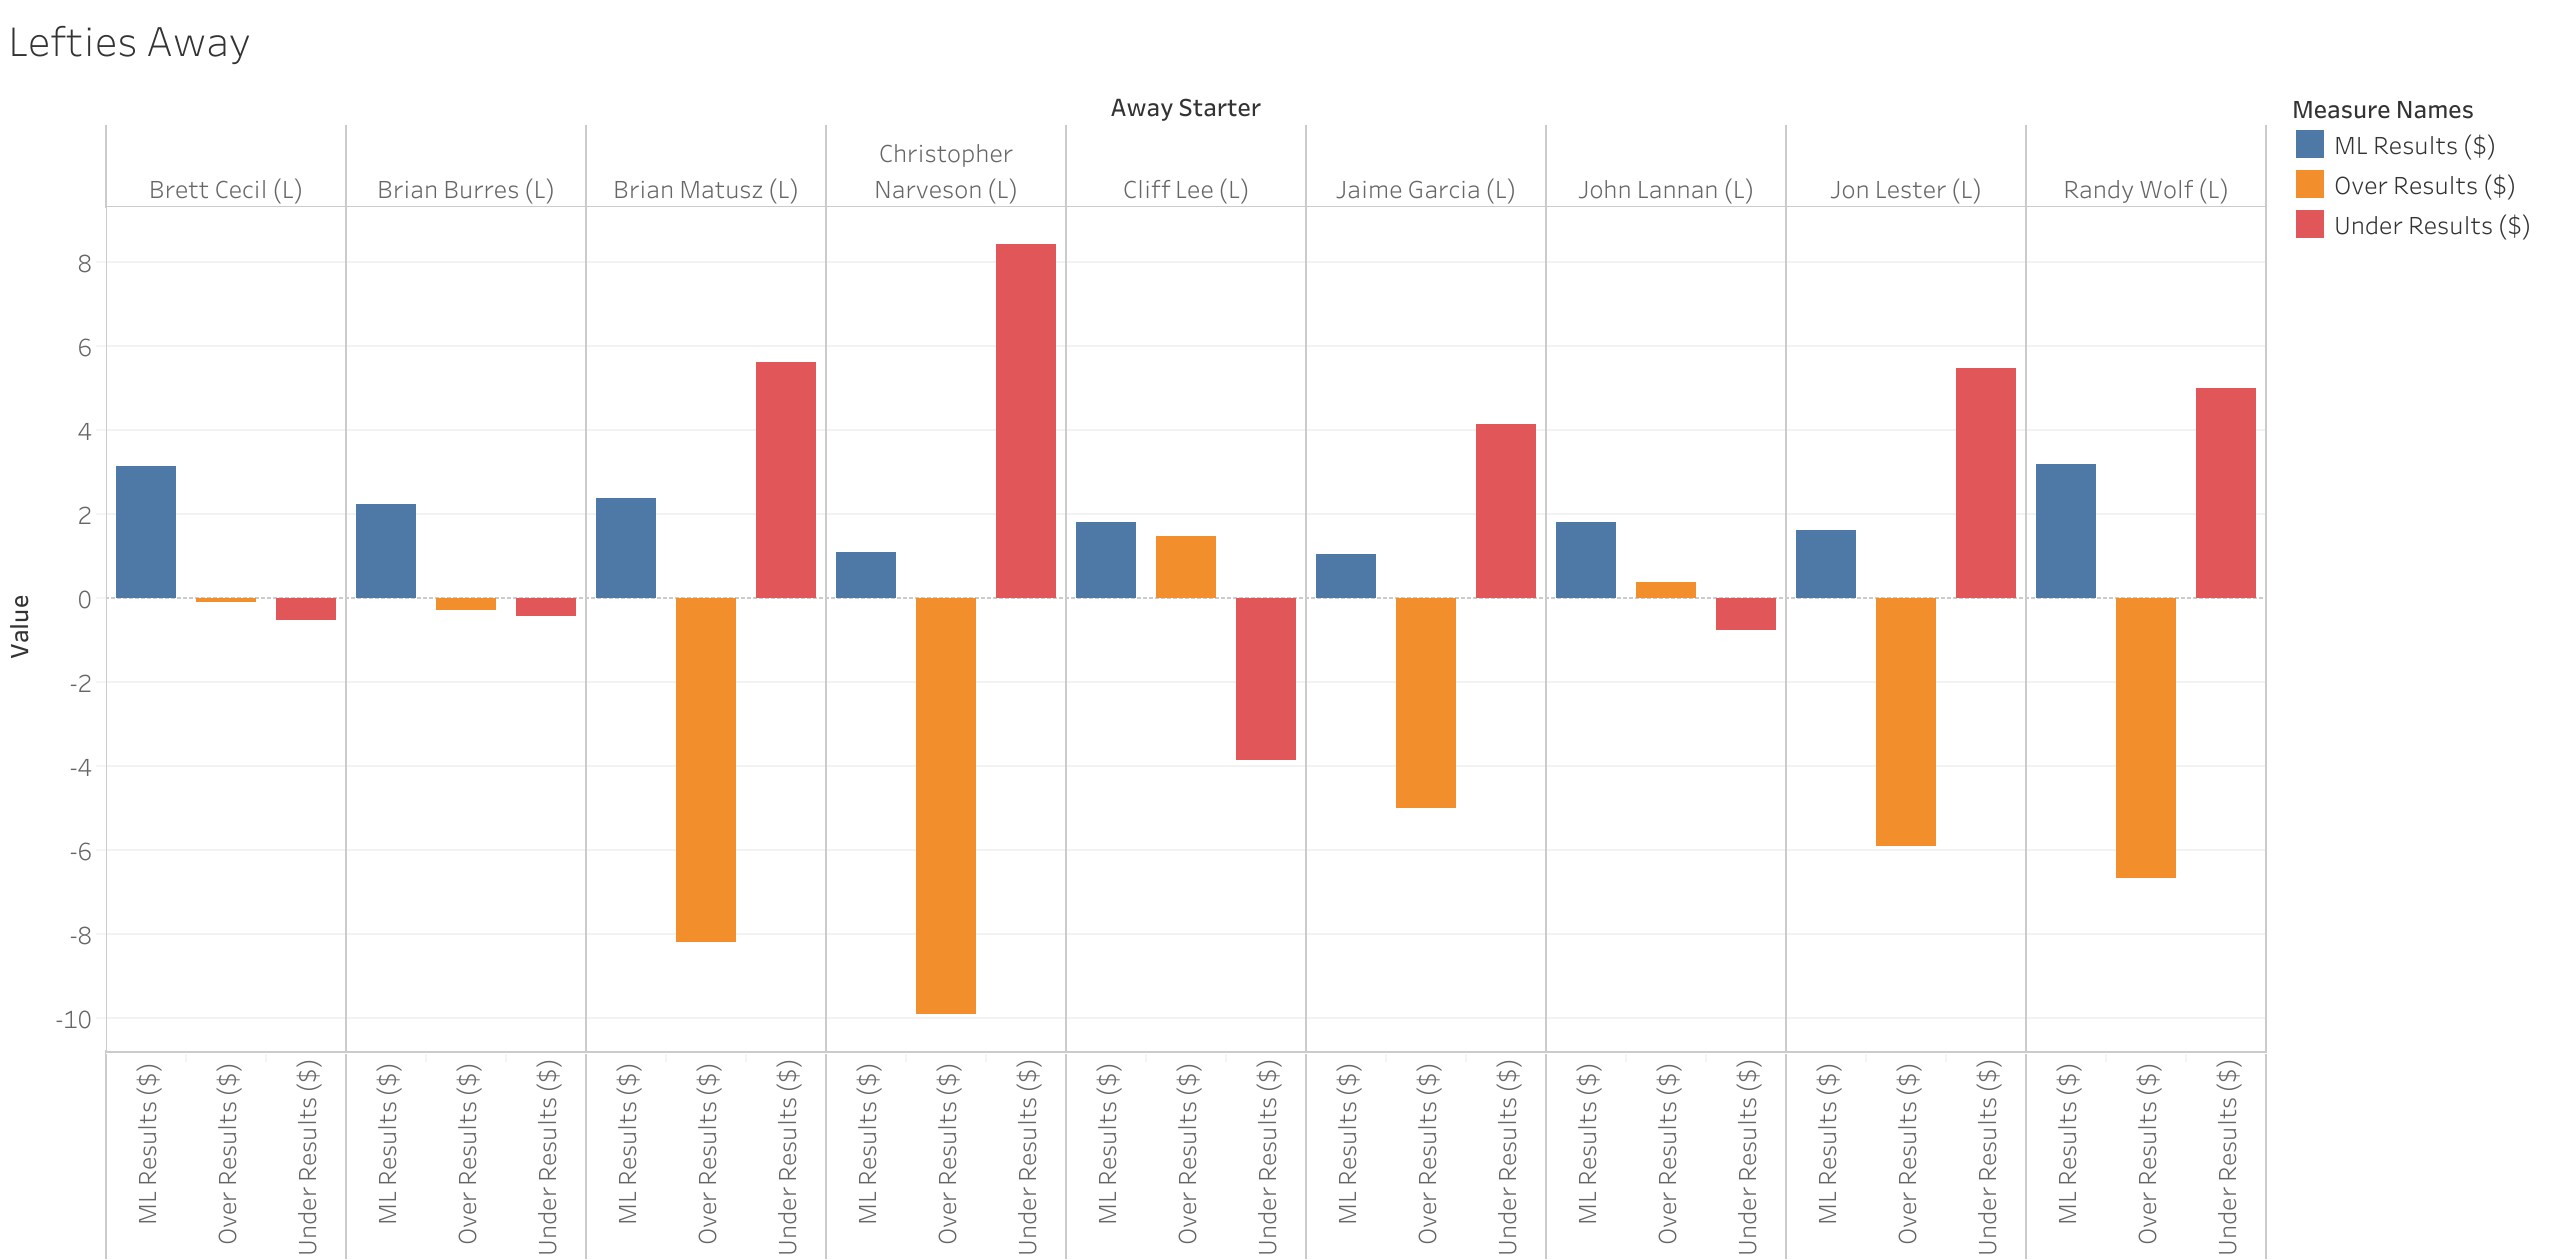 Lefties Away
Away Starter
Brett Cecil (L)
Brian Burres (L)
Brian Matusz (L)
Christopher
Narveson (L)
Cliff Lee (L)
Jaime Garcia (L)
John Lannan (L)
Jon Lester (L)
Randy Wolf (L)
Measure Names
ML Results ($)
Over Results ($)
Under Results ($)
Value
8
6
4
2
0
-2
-4
-6
-8
-10
ML Results ($)
Over Results ($)
Under Results ($)
ML Results ($)
Over Results ($)
Under Results ($)
ML Results ($)
Over Results ($)
Under Results ($)
ML Results ($)
Over Results ($)
Under Results ($)
ML Results ($)
Over Results ($)
Under Results ($)
ML Results ($)
Over Results ($)
Under Results ($)
ML Results ($)
Over Results ($)
Under Results ($)
ML Results ($)
Over Results ($)
Under Results ($)
ML Results ($)
Over Results ($)
Under Results ($)